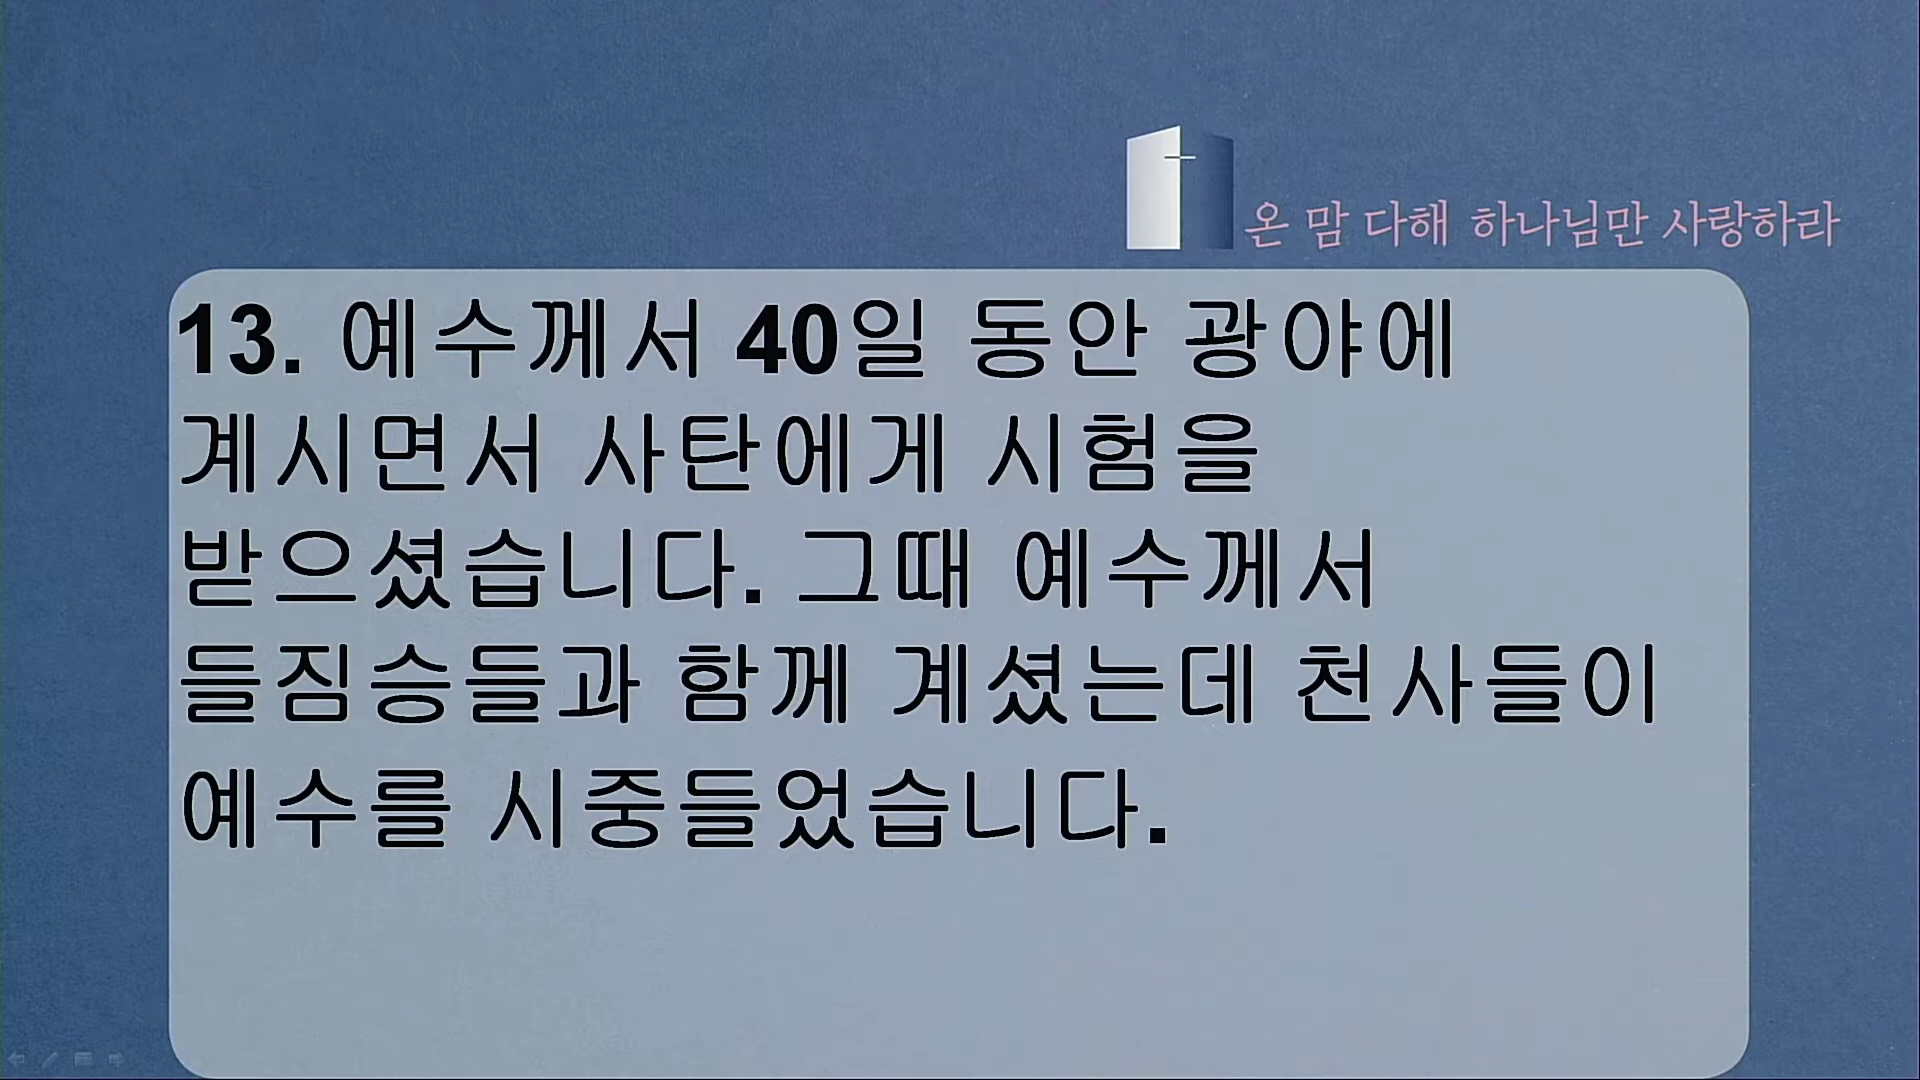 온 맘 다해 하나님만 사랑하라
13. 예수께서 40일 동안 광야에
계시면서 사탄에게 시험을
받으셨습니다. 그때 예수께서
들짐승들과 함께 계셨는데 천사들이
예수를 시중들었습니다.